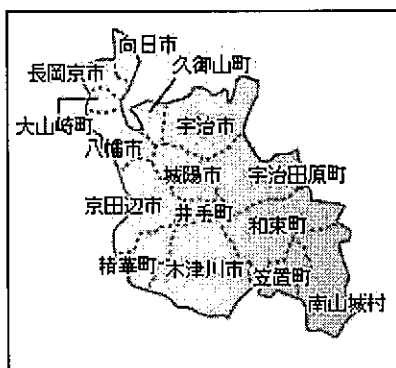 向日市
長岡京市
久御山町
大山崎町
宇治市
八幡市
城陽市
宇治田原町
京田辺市
井手町
和束町
精華町
木津川市
笠置町
南山城村